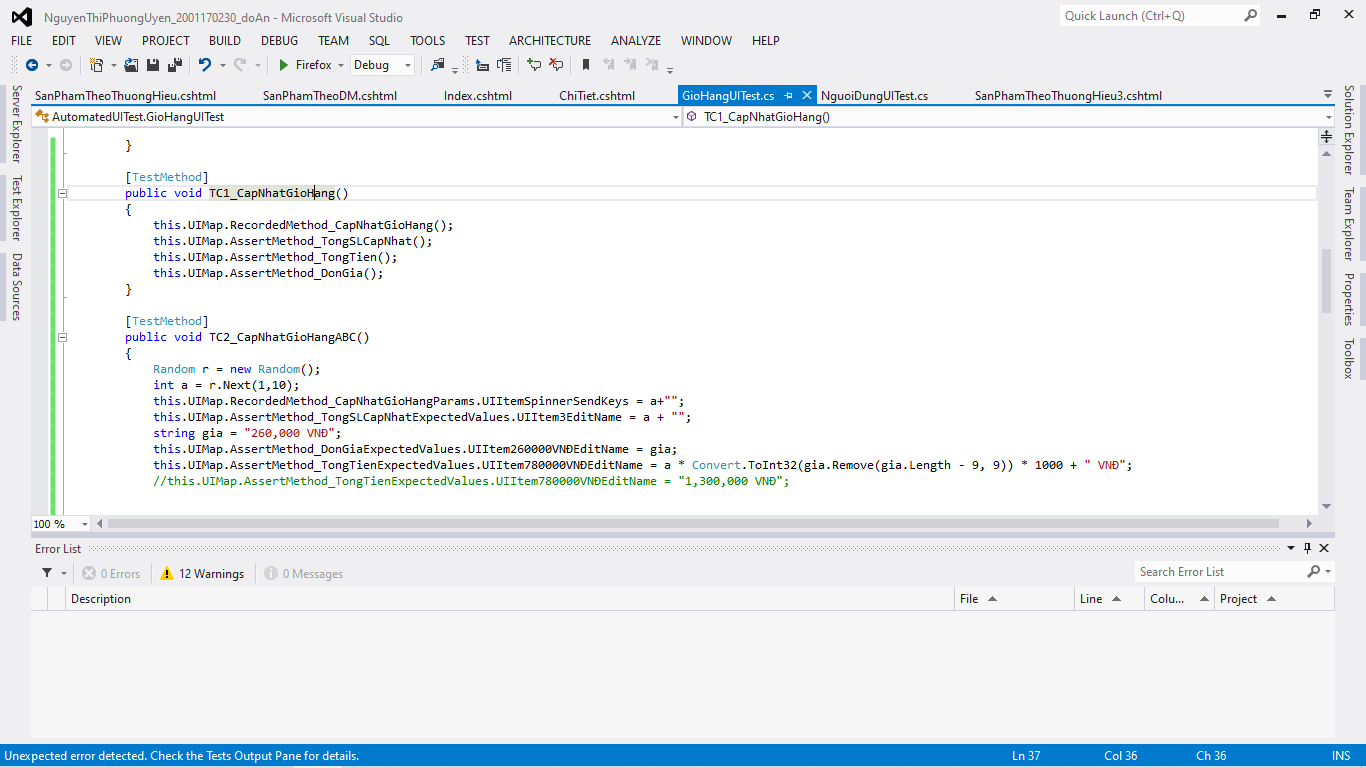 NguyenThiPhuongUyen_2001170230_doAn - Microsoft Visual Studio
Quick Launch (Ctrl+Q)
FILE EDIT VIEW PROJECT BUILD DEBUG TEAM SQL TOOLS TEST ARCHITECTURE ANALYZE WINDOW HELP
Firefox Debug
Server Explorer
Test Explorer
Data Sources
SanPhamTheoThuongHieu.cshtml SanPhamTheoDM.cshtml Index.cshtml ChiTiet.cshtml GioHangUITest.cs NguoiDungUITest.cs SanPhamTheoThuongHieu3.cshtml
AutomatedUITest.GioHangUITest TC1_CapNhatGioHang()
}
[TestMethod]
public void TC1_CapNhatGioHang()
{
this.UIMap.RecordedMethod_CapNhatGioHang();
this.UIMap.AssertMethod_TongSLCapNhat();
this.UIMap.AssertMethod_TongTien();
this.UIMap.AssertMethod_DonGia();
}
[TestMethod]
public void TC2_CapNhatGioHangABC()
{
Random r = new Random();
int a = r.Next(1,10);
this.UIMap.RecordedMethod_CapNhatGioHangParams.UIItemSpinnerSendKeys = a+"";
this.UIMap.AssertMethod_TongSLCapNhatExpectedValues.UIItem3EditName = a + "";
string gia = "260,000 VNĐ";
this.UIMap.AssertMethod_DonGiaExpectedValues.UIItem260000VNĐEditName = gia;
this.UIMap.AssertMethod_TongTienExpectedValues.UIItem780000VNĐEditName = a * Convert.ToInt32(gia.Remove(gia.Length - 9, 9)) * 1000 + " VNĐ";
//this.UIMap.AssertMethod_TongTienExpectedValues.UIItem780000VNĐEditName = "1,300,000 VNĐ";
100 %
Solution Explorer
Team Explorer
Properties
Toolbox
Error List
0 Errors 12 Warnings 0 Messages
Search Error List
Description File Line Colu... Project
Unexpected error detected. Check the Tests Output Pane for details. Ln 37 Col 36 Ch 36 INS